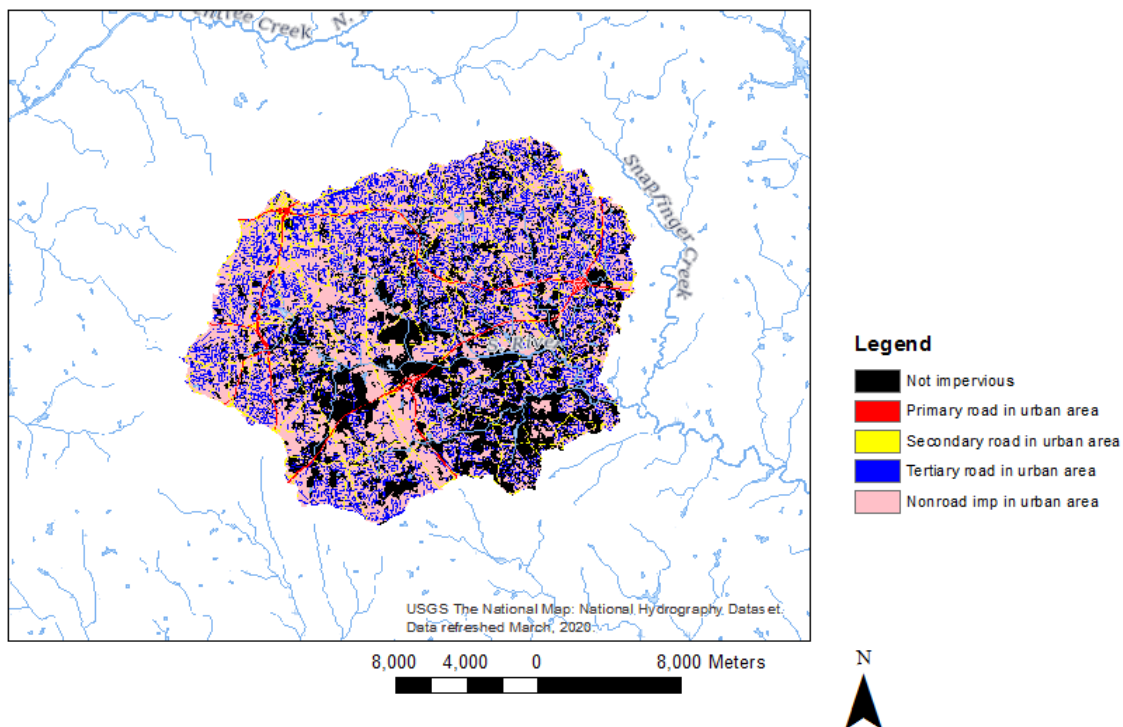 Creek
N.
Snapfinger Creek
S. River
Legend
Not impervious
Primary road in urban area
Secondary road in urban area
Tertiary road in urban area
Nonroad imp in urban area
USGS The National Map: National Hydrography Dataset.
Data refreshed March, 2020.
8,000 4,000 0 8,000 Meters
N